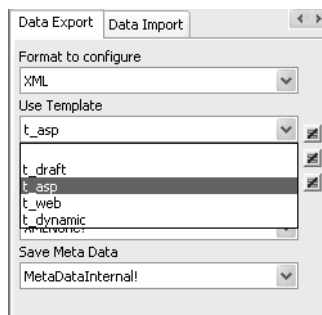 Data Export Data Import
Format to configure
XML
Use Template
t_asp
t_draft
t_asp
t_web
t_dynamic
XMLNone!
Save Meta Data
MetaDataInternal!